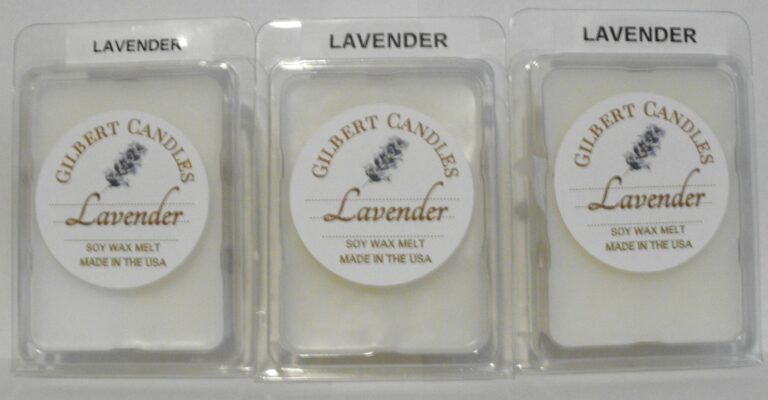 LAVENDER
GILBERT CANDLES
Lavender
SOY WAX MELT
MADE IN THE USA
LAVENDER
GILBERT CANDLES
Lavender
SOY WAX MELT
MADE IN THE USA
LAVENDER
GILBERT CANDLES
Lavender
SOY WAX MELT
MADE IN THE USA